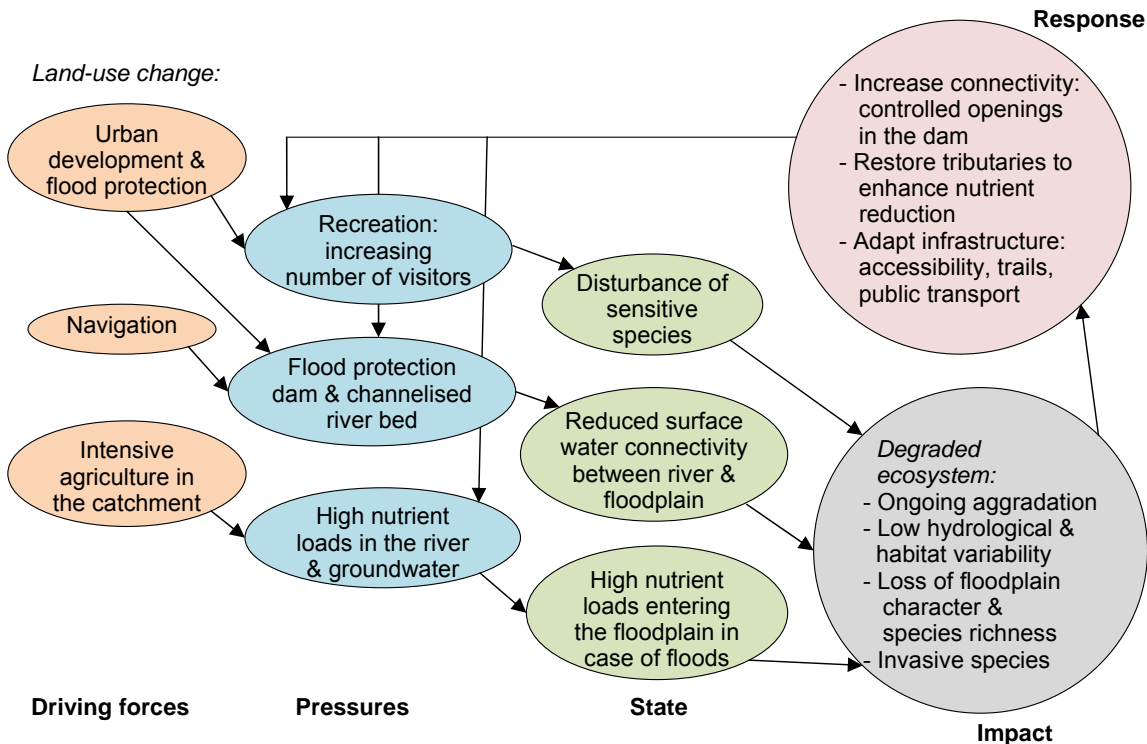 Response
Land-use change:
Urban
development &
flood protection
Navigation
Intensive
agriculture in
the catchment
Recreation:
increasing
number of visitors
Flood protection
dam & channelised
river bed
High nutrient
loads in the river
& groundwater
Disturbance of
sensitive
species
Reduced surface
water connectivity
between river &
floodplain
High nutrient
loads entering
the floodplain in
case of floods
- Increase connectivity:
controlled openings
in the dam
- Restore tributaries to
enhance nutrient
reduction
- Adapt infrastructure:
accessibility, trails,
public transport
Degraded
ecosystem:
- Ongoing aggradation
- Low hydrological &
habitat variability
- Loss of floodplain
character &
species richness
- Invasive species
Driving forces
Pressures
State
Impact